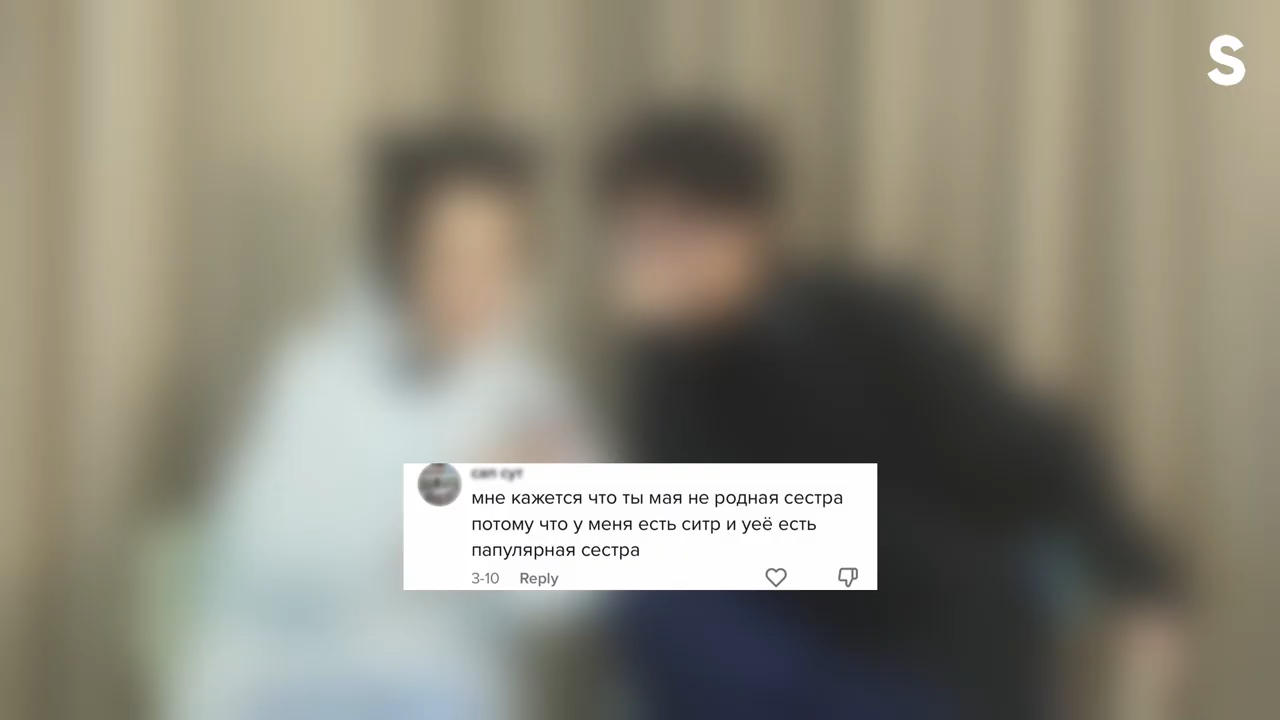 S
мне кажется что ты мая не родная сестра
потому что у меня есть ситр и уеё есть
папулярная сестра
3-10 Reply